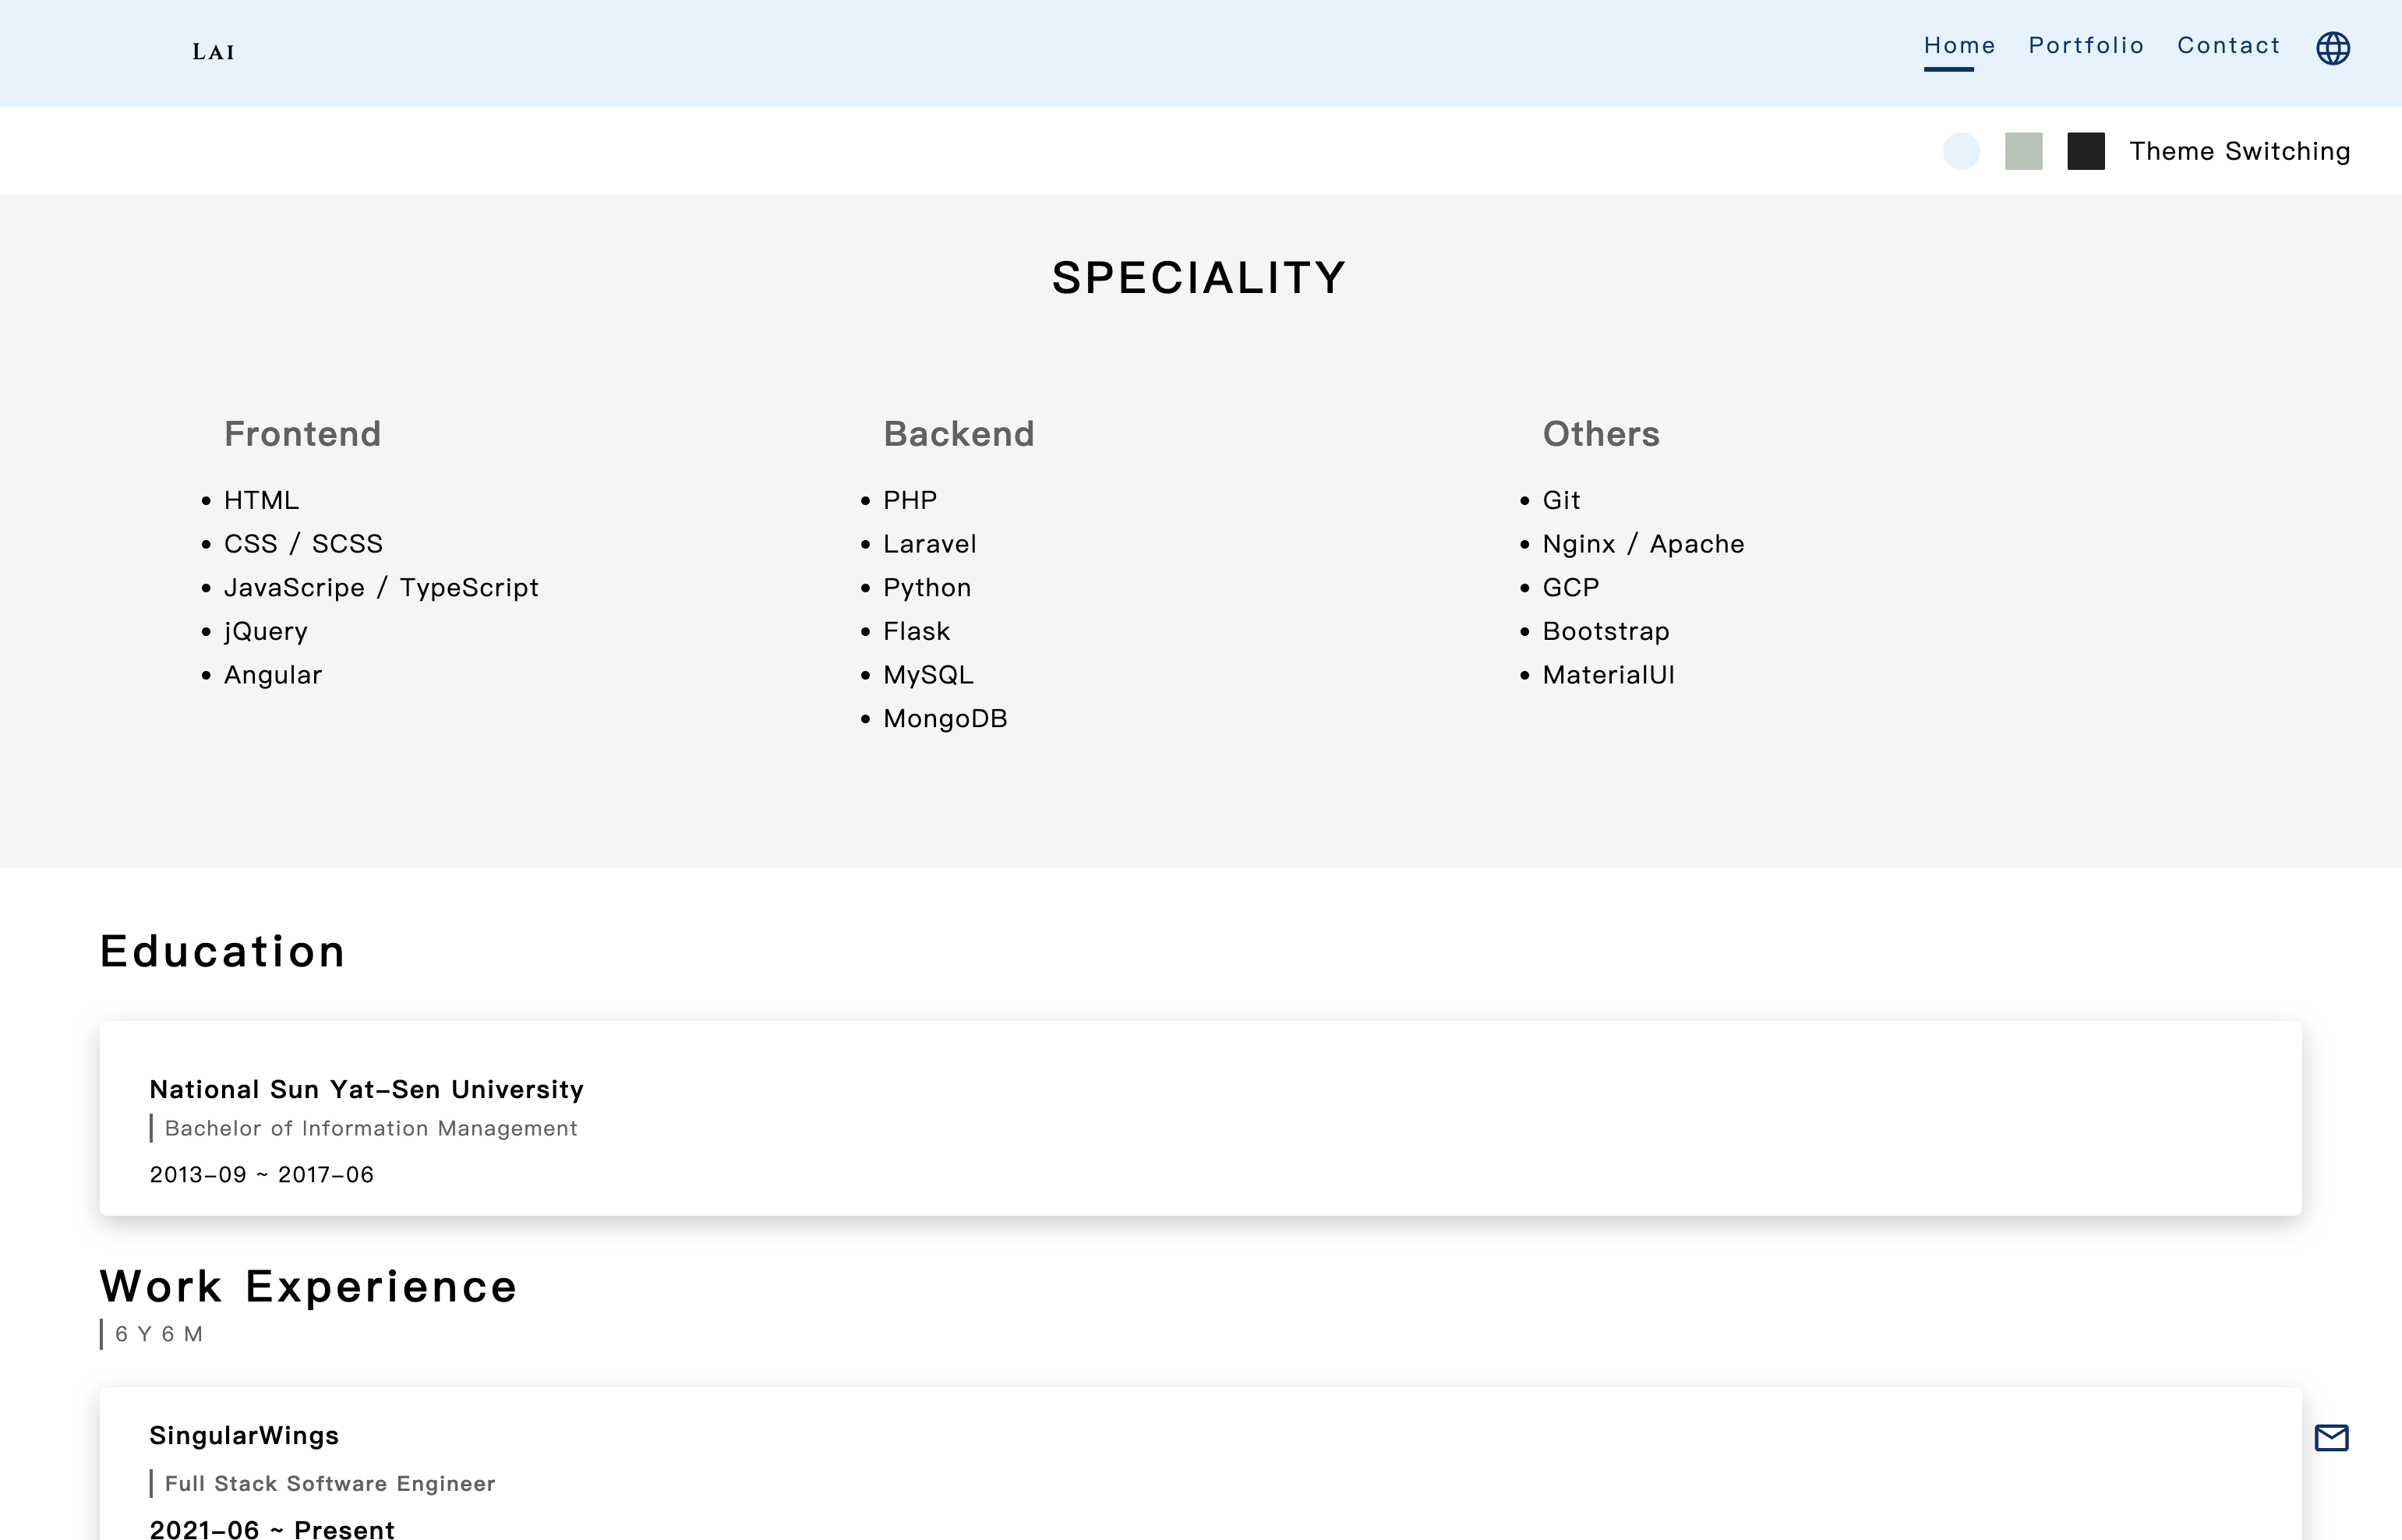 LAI
Home Portfolio Contact
Theme Switching
SPECIALITY
Frontend
HTML
CSS / SCSS
JavaScripe / TypeScript
jQuery
Angular
Backend
PHP
Laravel
Python
Flask
MySQL
MongoDB
Others
Git
Nginx / Apache
GCP
Bootstrap
MaterialUI
Education
National Sun Yat-Sen University
Bachelor of Information Management
2013-09 ~ 2017-06
Work Experience
6 Y 6 M
SingularWings
Full Stack Software Engineer
2021-06 ~ Present